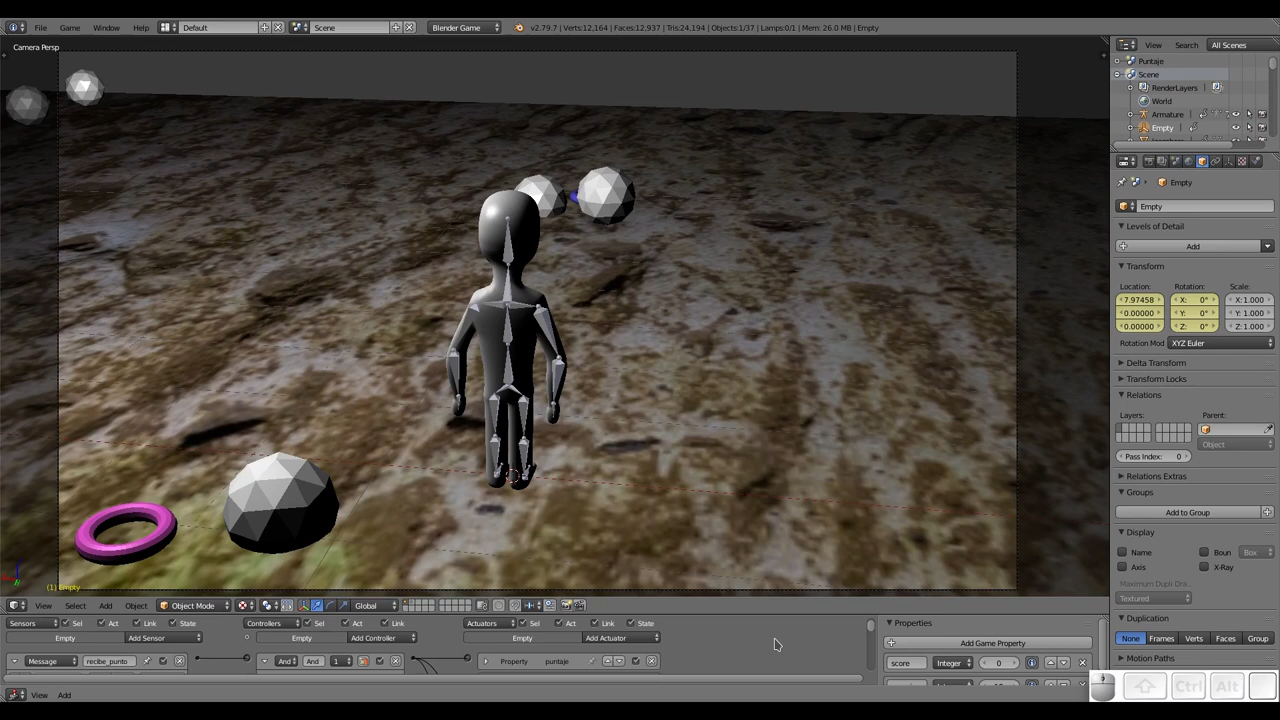 File Game Window Help Default Scene Blender Game v2.79.7 | Verts:12,164 | Faces:12,937 | Tris:24,194 | Objects:1/37 | Lamps:0/1 | Mem: 26.0 MB | Empty
Camera Persp
View Search All Scenes
Puntaje
Scene
RenderLayers
World
Armature
Empty
Empty
Empty
Levels of Detail
Add
Transform
Location: Rotation: Scale:
7.97458 X: 0° X: 1.000
0.00000 Y: 0° Y: 1.000
0.00000 Z: 0° Z: 1.000
Rotation Mod XYZ Euler
Delta Transform
Transform Locks
Relations
Layers: Parent:
Object
Pass Index: 0
Relations Extras
Groups
Add to Group
Display
Name Boun Box
Axis X-Ray
Maximum Dupli Dra...
Textured
Duplication
None Frames Verts Faces Group
Motion Paths
(1) Empty
View Select Add Object Object Mode Global
Sensors Sel Act Link State Controllers Sel Act Link Actuators Sel Act Link State
Empty Add Sensor Empty Add Controller Empty Add Actuator
Message recibe_punto And And 1 Property puntaje
Properties
Add Game Property
score Integer 0
View Add
Ctrl Alt